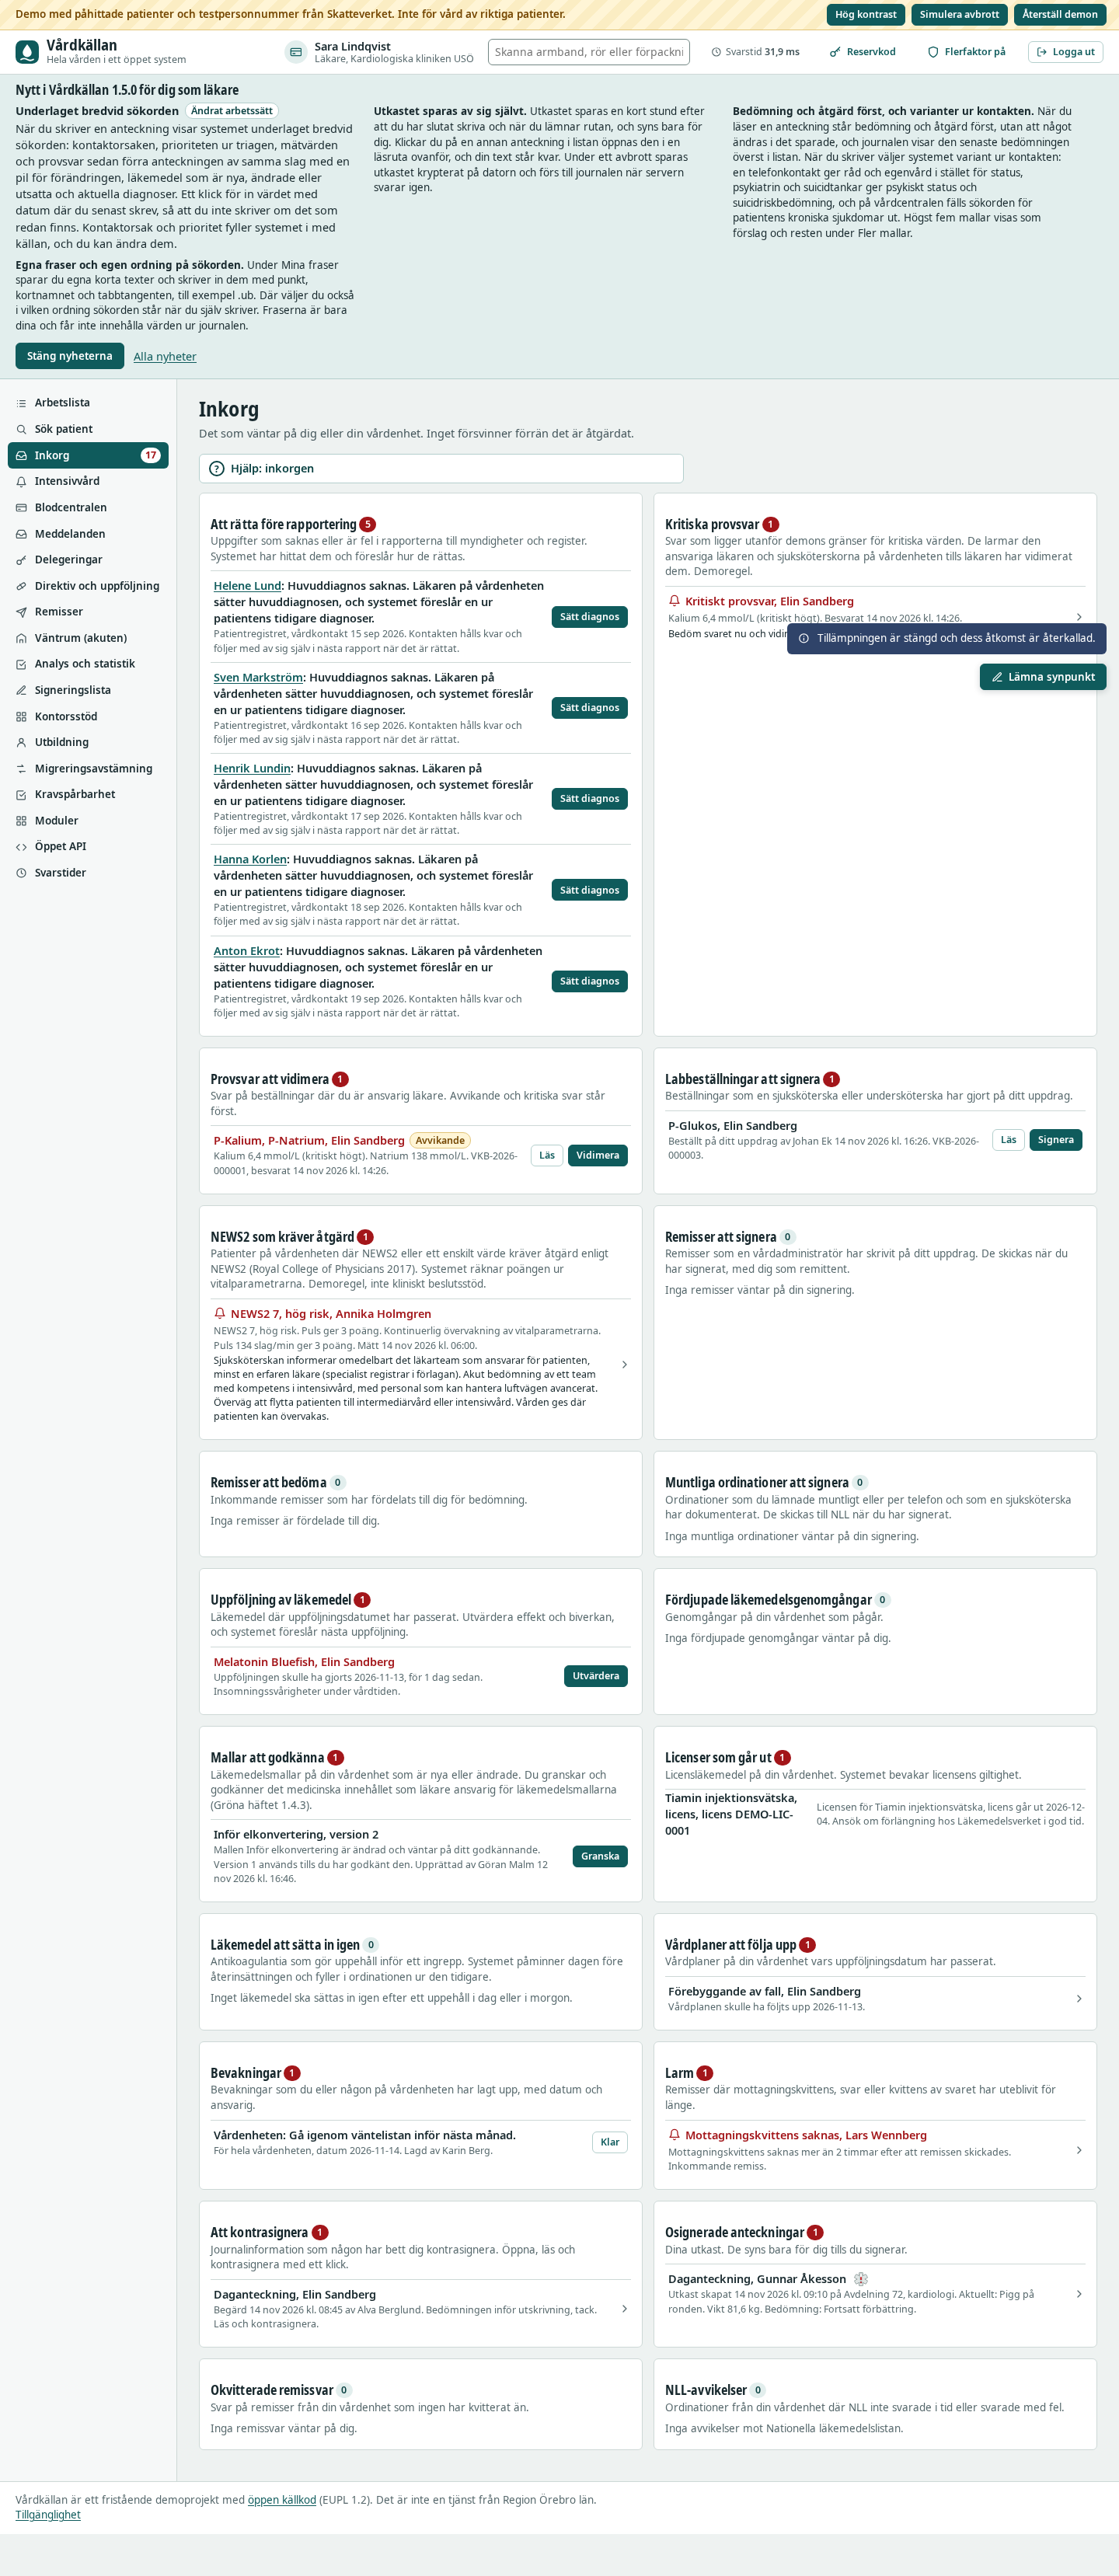 Demo med påhittade patienter och testpersonnummer från Skatteverket. Inte för vård av riktiga patienter.
Hög kontrast
Simulera avbrott
Återställ demon
Vårdkällan
Hela vården i ett öppet system
Sara Lindqvist
Läkare, Kardiologiska kliniken USÖ
Skanna armband, rör eller förpackni
Svarstid 31,9 ms
Reservkod
Flerfaktor på
Logga ut
Nytt i Vårdkällan 1.5.0 för dig som läkare
Underlaget bredvid sökorden Ändrat arbetssätt
När du skriver en anteckning visar systemet underlaget bredvid
sökorden: kontaktorsaken, prioriteten ur triagen, mätvärden
och provsvar sedan förra anteckningen av samma slag med en
pil för förändringen, läkemedel som är nya, ändrade eller
utsatta och aktuella diagnoser. Ett klick för in värdet med
datum där du senast skrev, så att du inte skriver om det som
redan finns. Kontaktorsak och prioritet fyller systemet i med
källan, och du kan ändra dem.
Egna fraser och egen ordning på sökorden. Under Mina fraser
sparar du egna korta texter och skriver in dem med punkt,
kortnamnet och tabbtangenten, till exempel .ub. Där väljer du också
i vilken ordning sökorden står när du själv skriver. Fraserna är bara
dina och får inte innehålla värden ur journalen.
Utkastet sparas av sig självt. Utkastet sparas en kort stund efter
att du har slutat skriva och när du lämnar rutan, och syns bara för
dig. Klickar du på en annan anteckning i listan öppnas den i en
läsruta ovanför, och din text står kvar. Under ett avbrott sparas
utkastet krypterat på datorn och förs till journalen när servern
svarar igen.
Bedömning och åtgärd först, och varianter ur kontakten. När du
läser en anteckning står bedömning och åtgärd först, utan att något
ändras i det sparade, och journalen visar den senaste bedömningen
överst i listan. När du skriver väljer systemet variant ur kontakten:
en telefonkontakt ger råd och egenvård i stället för status,
psykiatrin och suicidtankar ger psykiskt status och
suicidriskbedömning, och på vårdcentralen fälls sökorden för
patientens kroniska sjukdomar ut. Högst fem mallar visas som
förslag och resten under Fler mallar.
Stäng nyheterna
Alla nyheter
Arbetslista
Sök patient
Inkorg 17
Intensivvård
Blodcentralen
Meddelanden
Delegeringar
Direktiv och uppföljning
Remisser
Väntrum (akuten)
Analys och statistik
Signeringslista
Kontorsstöd
Utbildning
Migreringsavstämning
Kravspårbarhet
Moduler
Öppet API
Svarstider
Inkorg
Det som väntar på dig eller din vårdenhet. Inget försvinner förrän det är åtgärdat.
? Hjälp: inkorgen
Att rätta före rapportering 5
Uppgifter som saknas eller är fel i rapporterna till myndigheter och register.
Systemet har hittat dem och föreslår hur de rättas.
Helene Lund: Huvuddiagnos saknas. Läkaren på vårdenheten
sätter huvuddiagnosen, och systemet föreslår en ur
patientens tidigare diagnoser.
Patientregistret, vårdkontakt 15 sep 2026. Kontakten hålls kvar och
följer med av sig själv i nästa rapport när det är rättat.
Sätt diagnos
Sven Markström: Huvuddiagnos saknas. Läkaren på
vårdenheten sätter huvuddiagnosen, och systemet föreslår
en ur patientens tidigare diagnoser.
Patientregistret, vårdkontakt 16 sep 2026. Kontakten hålls kvar och
följer med av sig själv i nästa rapport när det är rättat.
Sätt diagnos
Henrik Lundin: Huvuddiagnos saknas. Läkaren på
vårdenheten sätter huvuddiagnosen, och systemet föreslår
en ur patientens tidigare diagnoser.
Patientregistret, vårdkontakt 17 sep 2026. Kontakten hålls kvar och
följer med av sig själv i nästa rapport när det är rättat.
Sätt diagnos
Hanna Korlen: Huvuddiagnos saknas. Läkaren på
vårdenheten sätter huvuddiagnosen, och systemet föreslår
en ur patientens tidigare diagnoser.
Patientregistret, vårdkontakt 18 sep 2026. Kontakten hålls kvar och
följer med av sig själv i nästa rapport när det är rättat.
Sätt diagnos
Anton Ekrot: Huvuddiagnos saknas. Läkaren på vårdenheten
sätter huvuddiagnosen, och systemet föreslår en ur
patientens tidigare diagnoser.
Patientregistret, vårdkontakt 19 sep 2026. Kontakten hålls kvar och
följer med av sig själv i nästa rapport när det är rättat.
Sätt diagnos
Kritiska provsvar 1
Svar som ligger utanför demons gränser för kritiska värden. De larmar den
ansvariga läkaren och sjuksköterskorna på vårdenheten tills läkaren har vidimerat
dem. Demoregel.
Kritiskt provsvar, Elin Sandberg
Kalium 6,4 mmol/L (kritiskt högt). Besvarat 14 nov 2026 kl. 14:26.
Bedöm svaret nu och vidim
Tillämpningen är stängd och dess åtkomst är återkallad.
Lämna synpunkt
Provsvar att vidimera 1
Svar på beställningar där du är ansvarig läkare. Avvikande och kritiska svar står
först.
P-Kalium, P-Natrium, Elin Sandberg Avvikande
Kalium 6,4 mmol/L (kritiskt högt). Natrium 138 mmol/L. VKB-2026-
000001, besvarat 14 nov 2026 kl. 14:26.
Läs
Vidimera
Labbeställningar att signera 1
Beställningar som en sjuksköterska eller undersköterska har gjort på ditt uppdrag.
P-Glukos, Elin Sandberg
Beställt på ditt uppdrag av Johan Ek 14 nov 2026 kl. 16:26. VKB-2026-
000003.
Läs
Signera
NEWS2 som kräver åtgärd 1
Patienter på vårdenheten där NEWS2 eller ett enskilt värde kräver åtgärd enligt
NEWS2 (Royal College of Physicians 2017). Systemet räknar poängen ur
vitalparametrarna. Demoregel, inte kliniskt beslutsstöd.
NEWS2 7, hög risk, Annika Holmgren
NEWS2 7, hög risk. Puls ger 3 poäng. Kontinuerlig övervakning av vitalparametrarna.
Puls 134 slag/min ger 3 poäng. Mätt 14 nov 2026 kl. 06:00.
Sjuksköterskan informerar omedelbart det läkarteam som ansvarar för patienten,
minst en erfaren läkare (specialist registrar i förlagan). Akut bedömning av ett team
med kompetens i intensivvård, med personal som kan hantera luftvägen avancerat.
Överväg att flytta patienten till intermediärvård eller intensivvård. Vården ges där
patienten kan övervakas.
Remisser att signera 0
Remisser som en vårdadministratör har skrivit på ditt uppdrag. De skickas när du
har signerat, med dig som remittent.
Inga remisser väntar på din signering.
Remisser att bedöma 0
Inkommande remisser som har fördelats till dig för bedömning.
Inga remisser är fördelade till dig.
Muntliga ordinationer att signera 0
Ordinationer som du lämnade muntligt eller per telefon och som en sjuksköterska
har dokumenterat. De skickas till NLL när du har signerat.
Inga muntliga ordinationer väntar på din signering.
Uppföljning av läkemedel 1
Läkemedel där uppföljningsdatumet har passerat. Utvärdera effekt och biverkan,
och systemet föreslår nästa uppföljning.
Melatonin Bluefish, Elin Sandberg
Uppföljningen skulle ha gjorts 2026-11-13, för 1 dag sedan.
Insomningssvårigheter under vårdtiden.
Utvärdera
Fördjupade läkemedelsgenomgångar 0
Genomgångar på din vårdenhet som pågår.
Inga fördjupade genomgångar väntar på dig.
Mallar att godkänna 1
Läkemedelsmallar på din vårdenhet som är nya eller ändrade. Du granskar och
godkänner det medicinska innehållet som läkare ansvarig för läkemedelsmallarna
(Gröna häftet 1.4.3).
Inför elkonvertering, version 2
Mallen Inför elkonvertering är ändrad och väntar på ditt godkännande.
Version 1 används tills du har godkänt den. Upprättad av Göran Malm 12
nov 2026 kl. 16:46.
Granska
Licenser som går ut 1
Licensläkemedel på din vårdenhet. Systemet bevakar licensens giltighet.
Tiamin injektionsvätska,
licens, licens DEMO-LIC-
0001
Licensen för Tiamin injektionsvätska, licens går ut 2026-12-
04. Ansök om förlängning hos Läkemedelsverket i god tid.
Läkemedel att sätta in igen 0
Antikoagulantia som gör uppehåll inför ett ingrepp. Systemet påminner dagen före
återinsättningen och fyller i ordinationen ur den tidigare.
Inget läkemedel ska sättas in igen efter ett uppehåll i dag eller i morgon.
Vårdplaner att följa upp 1
Vårdplaner på din vårdenhet vars uppföljningsdatum har passerat.
Förebyggande av fall, Elin Sandberg
Vårdplanen skulle ha följts upp 2026-11-13.
Bevakningar 1
Bevakningar som du eller någon på vårdenheten har lagt upp, med datum och
ansvarig.
Vårdenheten: Gå igenom väntelistan inför nästa månad.
För hela vårdenheten, datum 2026-11-14. Lagd av Karin Berg.
Klar
Larm 1
Remisser där mottagningskvittens, svar eller kvittens av svaret har uteblivit för
länge.
Mottagningskvittens saknas, Lars Wennberg
Mottagningskvittens saknas mer än 2 timmar efter att remissen skickades.
Inkommande remiss.
Att kontrasignera 1
Journalinformation som någon har bett dig kontrasignera. Öppna, läs och
kontrasignera med ett klick.
Daganteckning, Elin Sandberg
Begärd 14 nov 2026 kl. 08:45 av Alva Berglund. Bedömningen inför utskrivning, tack.
Läs och kontrasignera.
Osignerade anteckningar 1
Dina utkast. De syns bara för dig tills du signerar.
Daganteckning, Gunnar Åkesson
Utkast skapat 14 nov 2026 kl. 09:10 på Avdelning 72, kardiologi. Aktuellt: Pigg på
ronden. Vikt 81,6 kg. Bedömning: Fortsatt förbättring.
Okvitterade remissvar 0
Svar på remisser från din vårdenhet som ingen har kvitterat än.
Inga remissvar väntar på dig.
NLL-avvikelser 0
Ordinationer från din vårdenhet där NLL inte svarade i tid eller svarade med fel.
Inga avvikelser mot Nationella läkemedelslistan.
Vårdkällan är ett fristående demoprojekt med öppen källkod (EUPL 1.2). Det är inte en tjänst från Region Örebro län.
Tillgänglighet